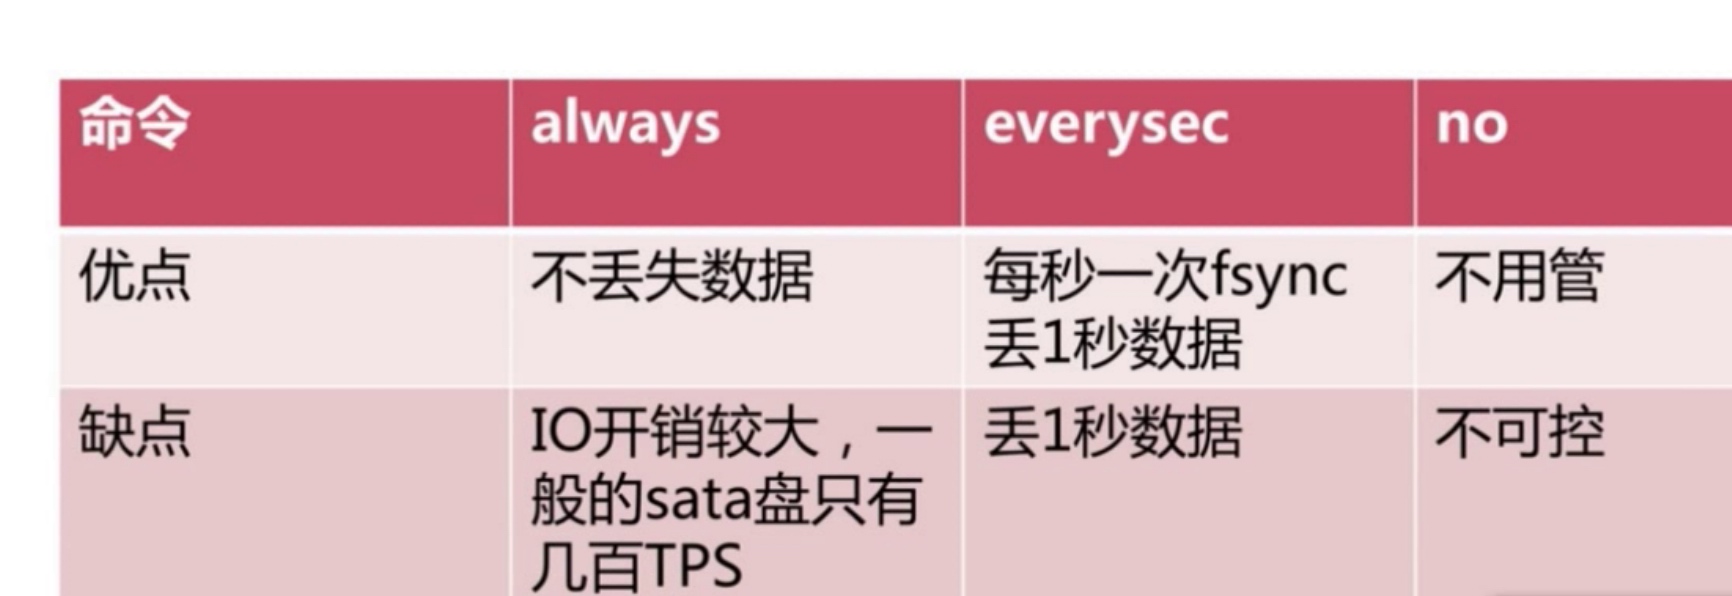 命令 always everysec no
优点 不丢失数据 每秒一次fsync 不用管
丢1秒数据
缺点 IO开销较大，一 丢1秒数据 不可控
般的sata盘只有
几百TPS